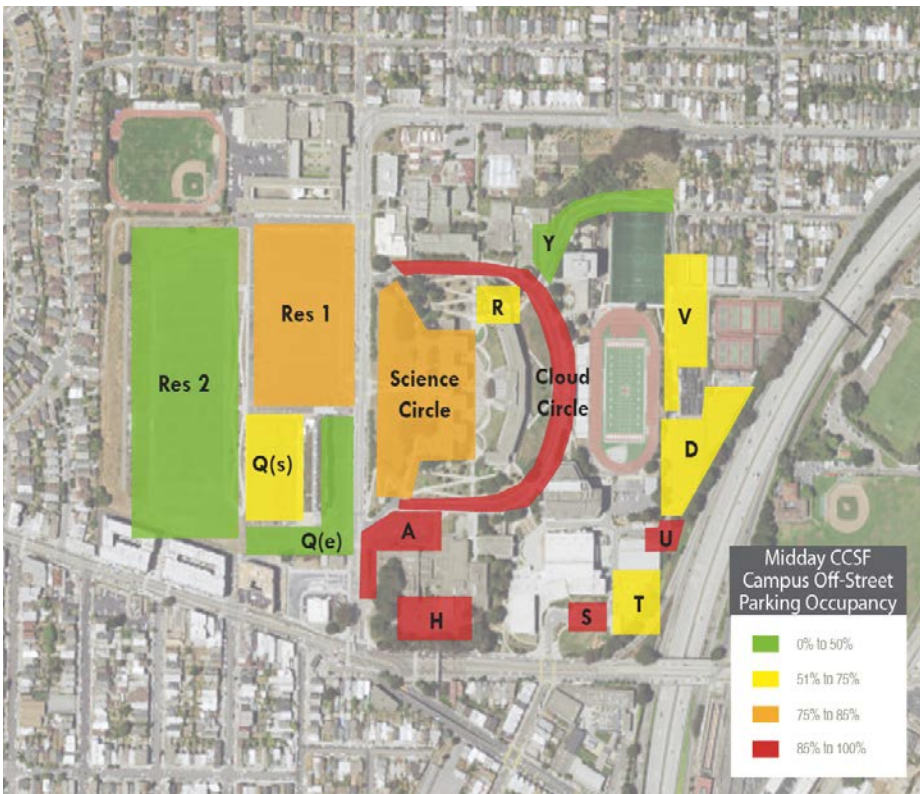 Y
R
V
Res 1
Res 2
Science
Circle
Cloud
Circle
Q(s)
D
Q(e)
A
U
H
S
T
Midday CCSF
Campus Off-Street
Parking Occupancy
0% to 50%
51% to 75%
75% to 85%
85% to 100%